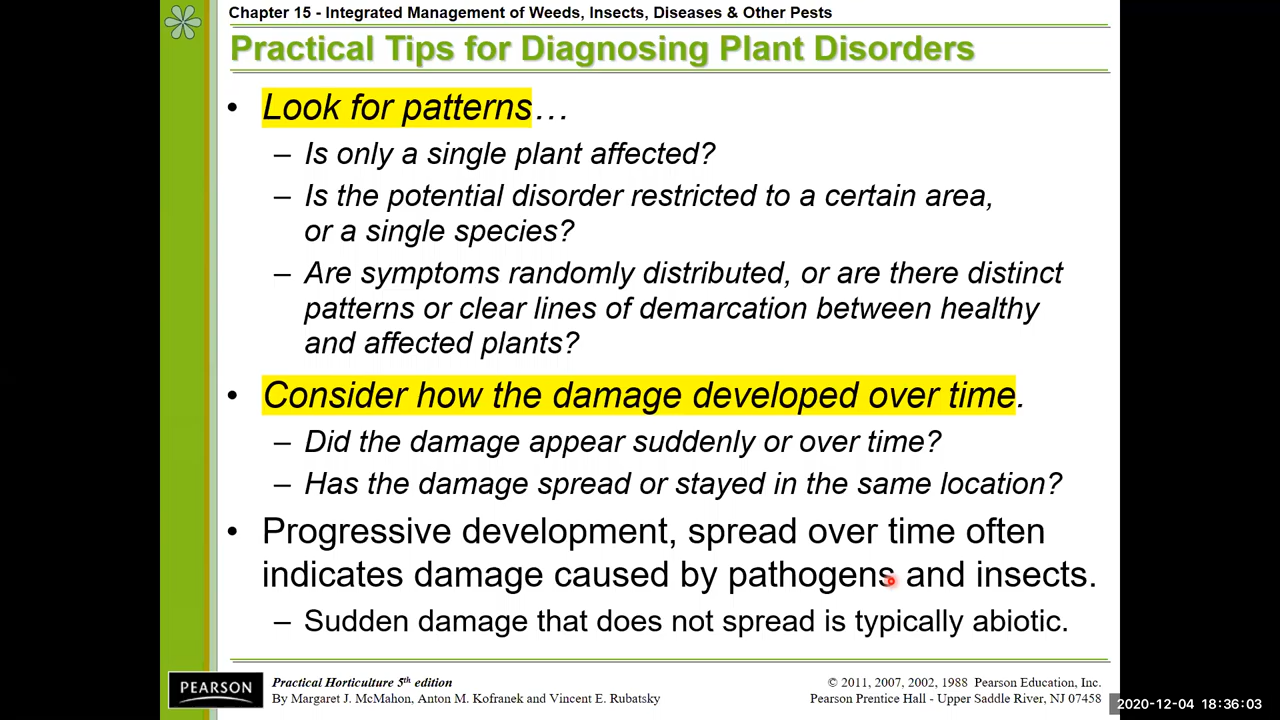 Chapter 15 - Integrated Management of Weeds, Insects, Diseases & Other Pests
Practical Tips for Diagnosing Plant Disorders
• Look for patterns…
– Is only a single plant affected?
– Is the potential disorder restricted to a certain area,
or a single species?
– Are symptoms randomly distributed, or are there distinct
patterns or clear lines of demarcation between healthy
and affected plants?
• Consider how the damage developed over time.
– Did the damage appear suddenly or over time?
– Has the damage spread or stayed in the same location?
• Progressive development, spread over time often
indicates damage caused by pathogens and insects.
– Sudden damage that does not spread is typically abiotic.
PEARSON
Practical Horticulture 5th edition
By Margaret J. McMahon, Anton M. Kofranek and Vincent E. Rubatsky
© 2011, 2007, 2002, 1988 Pearson Education, Inc.
Pearson Prentice Hall - Upper Saddle River, NJ 07458
2020-12-04 18:36:03